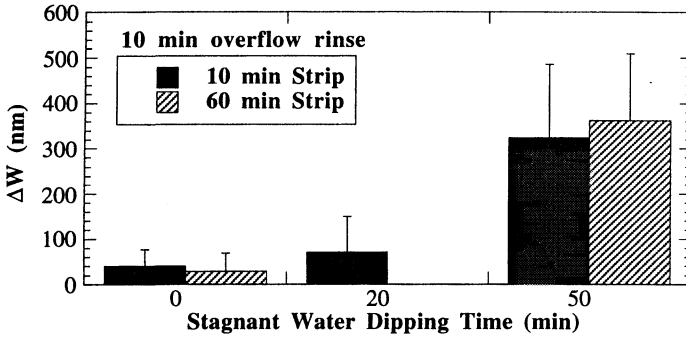 600
500
400
300
200
100
0
ΔW (nm)
10 min overflow rinse
10 min Strip
60 min Strip
0 20 50
Stagnant Water Dipping Time (min)